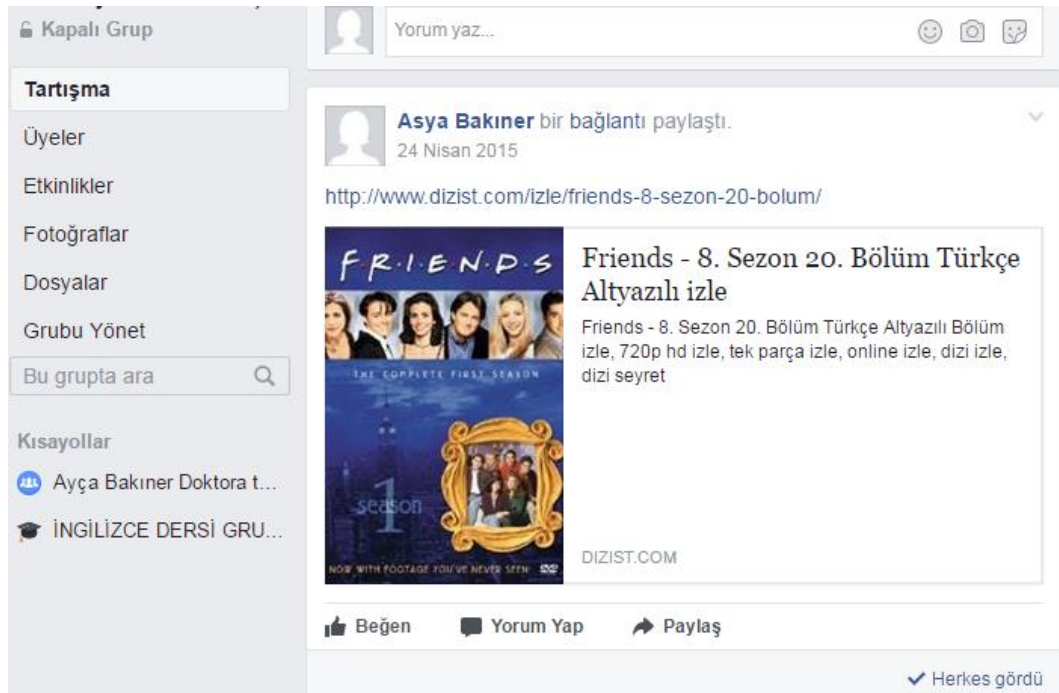 Kapalı Grup
Tartışma
Üyeler
Etkinlikler
Fotoğraflar
Dosyalar
Grubu Yönet
Bu grupta ara
Kısayollar
Ayça Bakıner Doktora t...
İNGİLİZCE DERSİ GRU...
Yorum yaz...
Asya Bakıner bir bağlantı paylaştı.
24 Nisan 2015
http://www.dizist.com/izle/friends-8-sezon-20-bolum/
F·R·I·E·N·D·S
THE COMPLETE FIRST SEASON
season
1
NOW WITH FOOTAGE YOU'VE NEVER SEEN! DVD
Friends - 8. Sezon 20. Bölüm Türkçe
Altyazılı izle
Friends - 8. Sezon 20. Bölüm Türkçe Altyazılı Bölüm
izle, 720p hd izle, tek parça izle, online izle, dizi izle,
dizi seyret
DIZIST.COM
Beğen Yorum Yap Paylaş
Herkes gördü